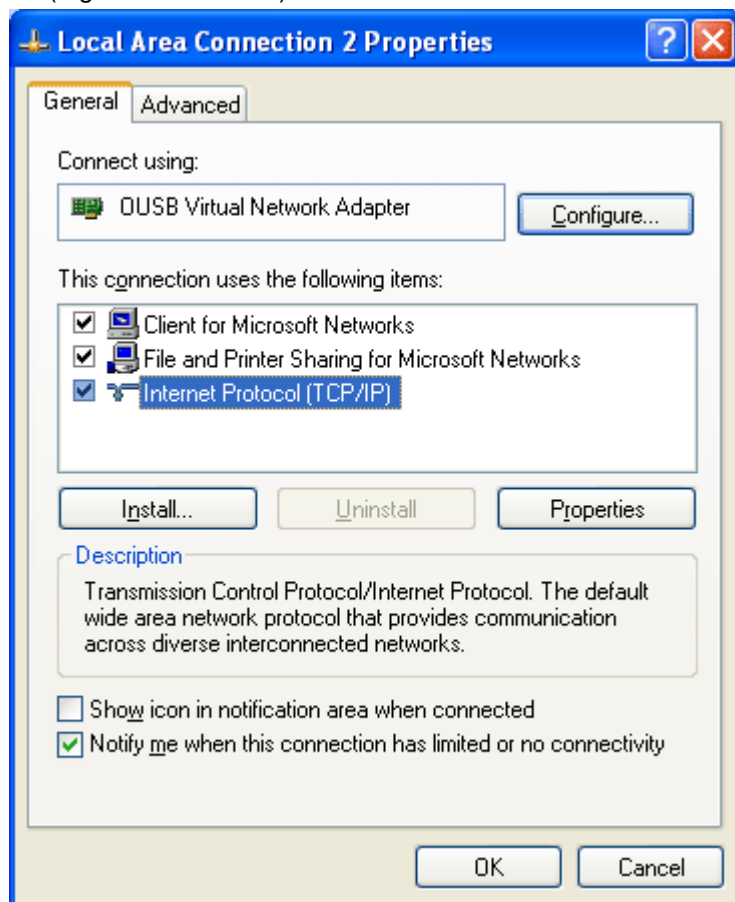 Local Area Connection 2 Properties
General
Advanced
Connect using:
OUSB Virtual Network Adapter
Configure...
This connection uses the following items:
Client for Microsoft Networks
File and Printer Sharing for Microsoft Networks
Internet Protocol (TCP/IP)
Install...
Uninstall
Properties
Description
Transmission Control Protocol/Internet Protocol. The default
wide area network protocol that provides communication
across diverse interconnected networks.
Show icon in notification area when connected
Notify me when this connection has limited or no connectivity
OK
Cancel